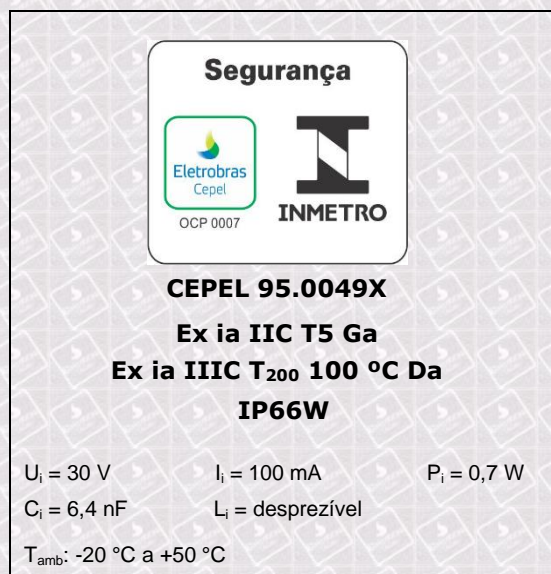 Segurança
Eletrobras
Cepel
OCP 0007
INMETRO
CEPEL 95.0049X
Ex ia IIC T5 Ga
Ex ia IIIC T₂₀₀ 100 ºC Da
IP66W
Uᵢ = 30 V Iᵢ = 100 mA Pᵢ = 0,7 W
Cᵢ = 6,4 nF Lᵢ = desprezível
Tₐₘb: -20 °C a +50 °C